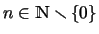 n ∈ ℕ ∖ {0}